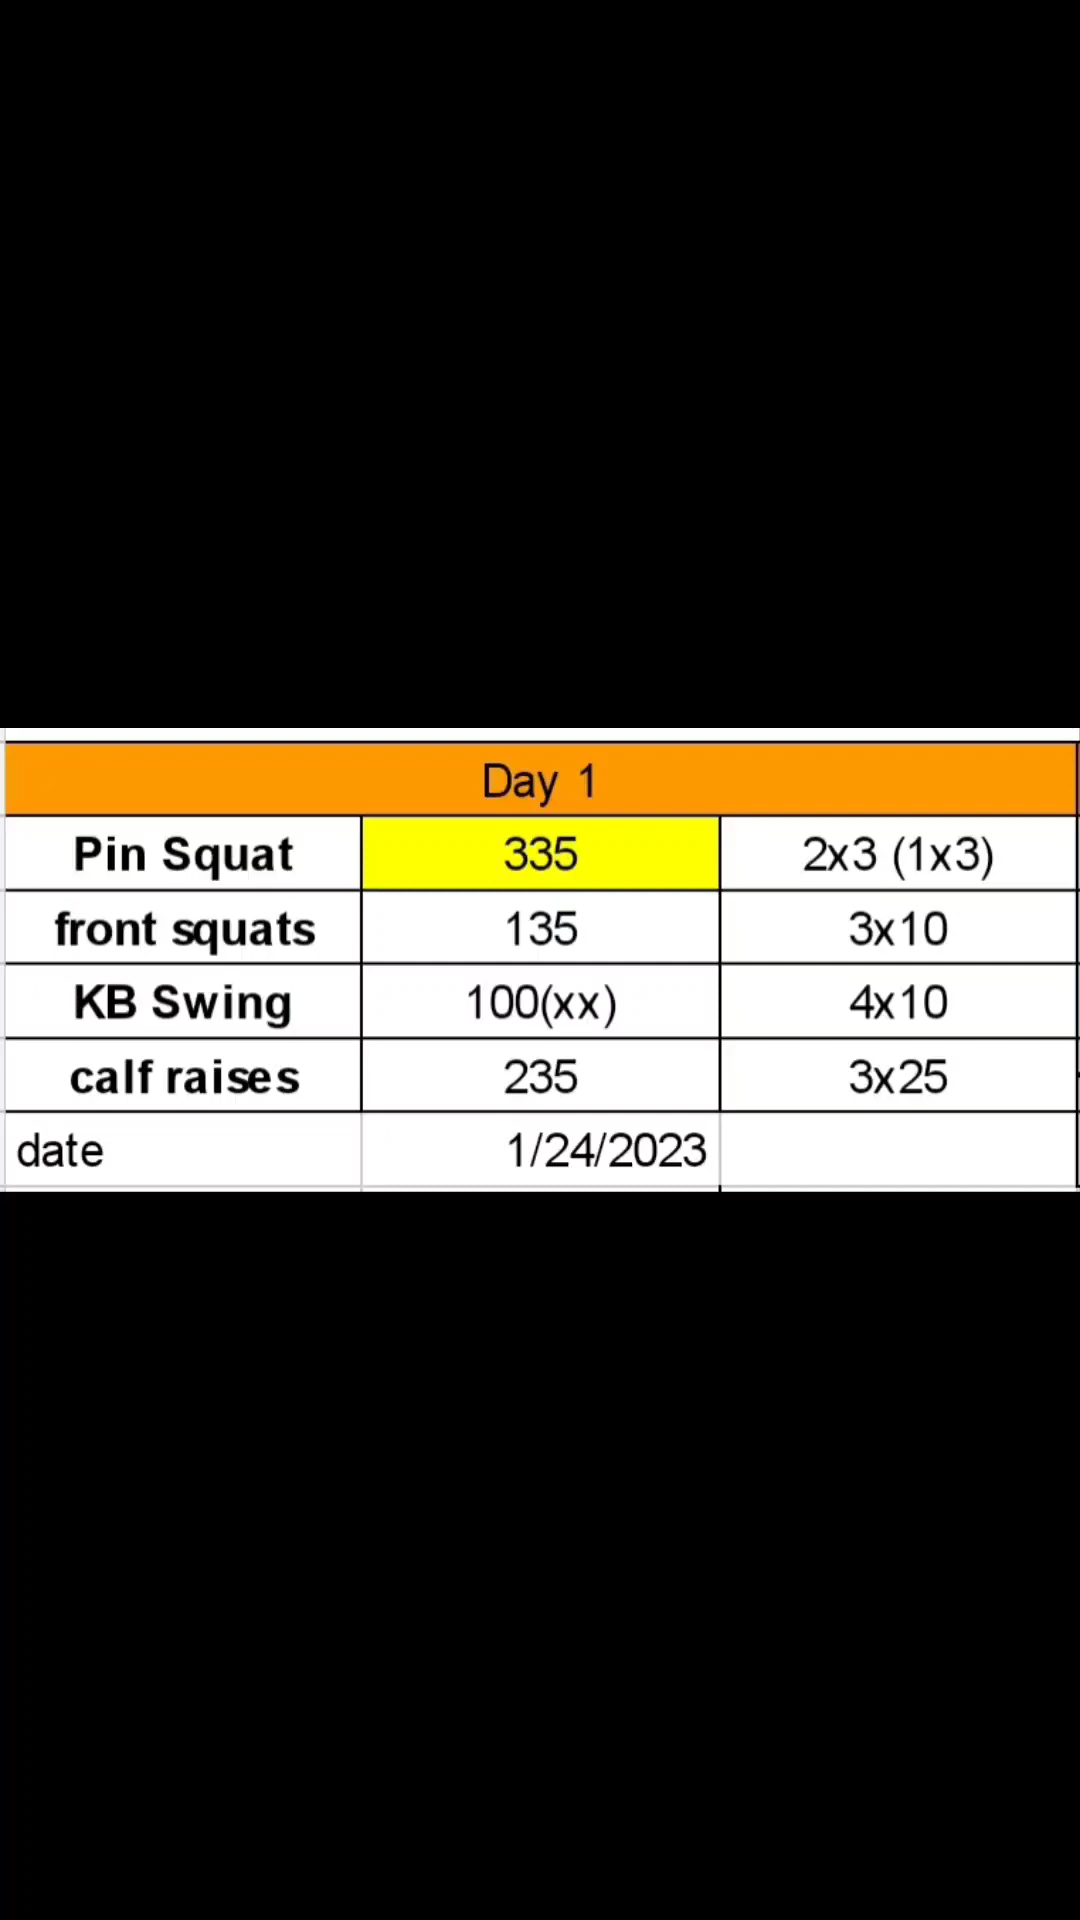 Day 1
Pin Squat 335 2x3 (1x3)
front squats 135 3x10
KB Swing 100(xx) 4x10
calf raises 235 3x25
date 1/24/2023